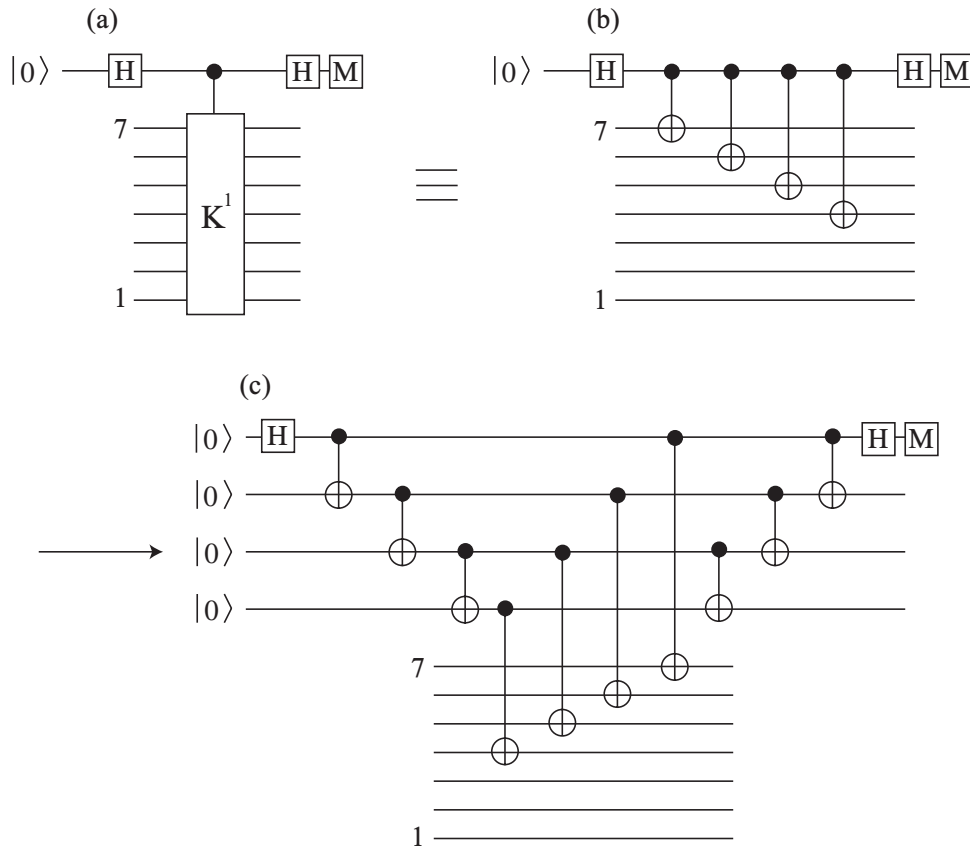 (a) (b)
|0⟩ H H M |0⟩ H H M
7 7
K¹
1 1
(c)
|0⟩ H H M
|0⟩
|0⟩
|0⟩
7
1